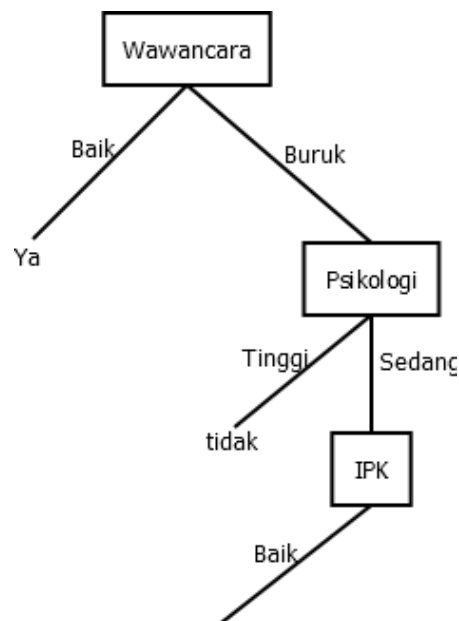 Wawancara
Baik
Buruk
Ya
Psikologi
Tinggi
Sedang
tidak
IPK
Baik